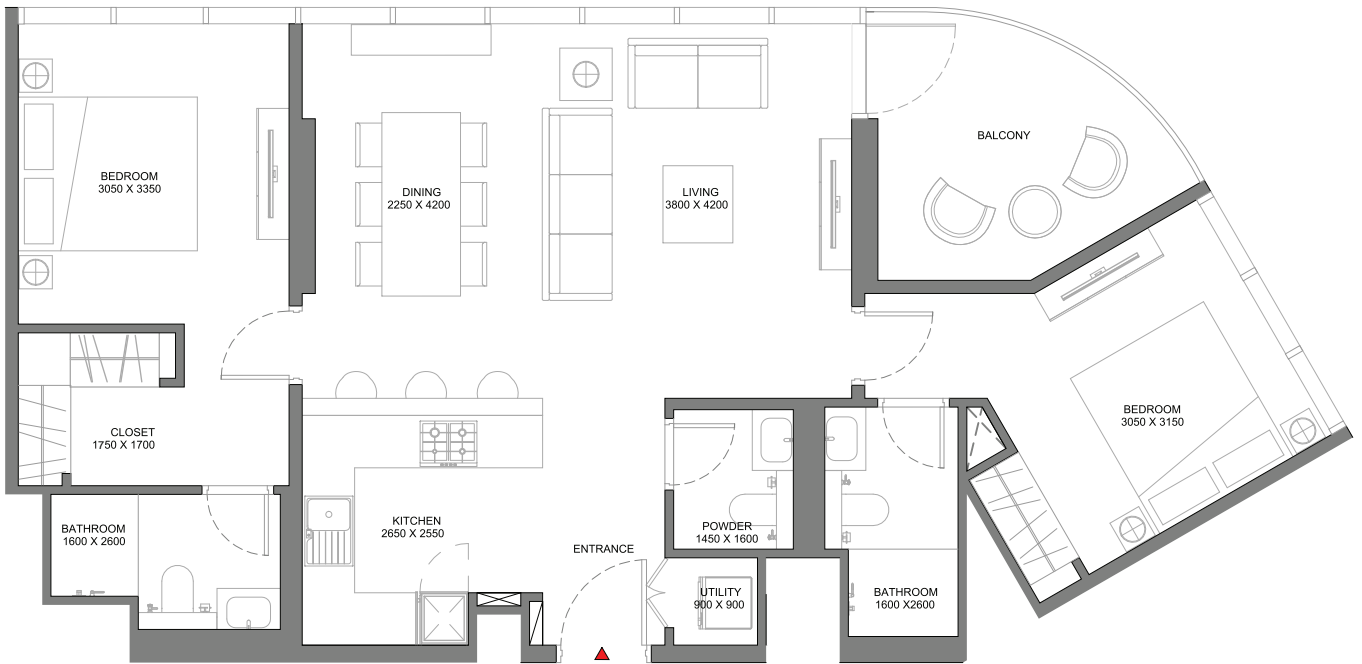 BALCONY
BEDROOM
3050 X 3350
DINING
2250 X 4200
LIVING
3800 X 4200
BEDROOM
3050 X 3150
CLOSET
1750 X 1700
KITCHEN
2650 X 2550
BATHROOM
1600 X 2600
POWDER
1450 X 1600
ENTRANCE
UTILITY
900 X 900
BATHROOM
1600 X2600